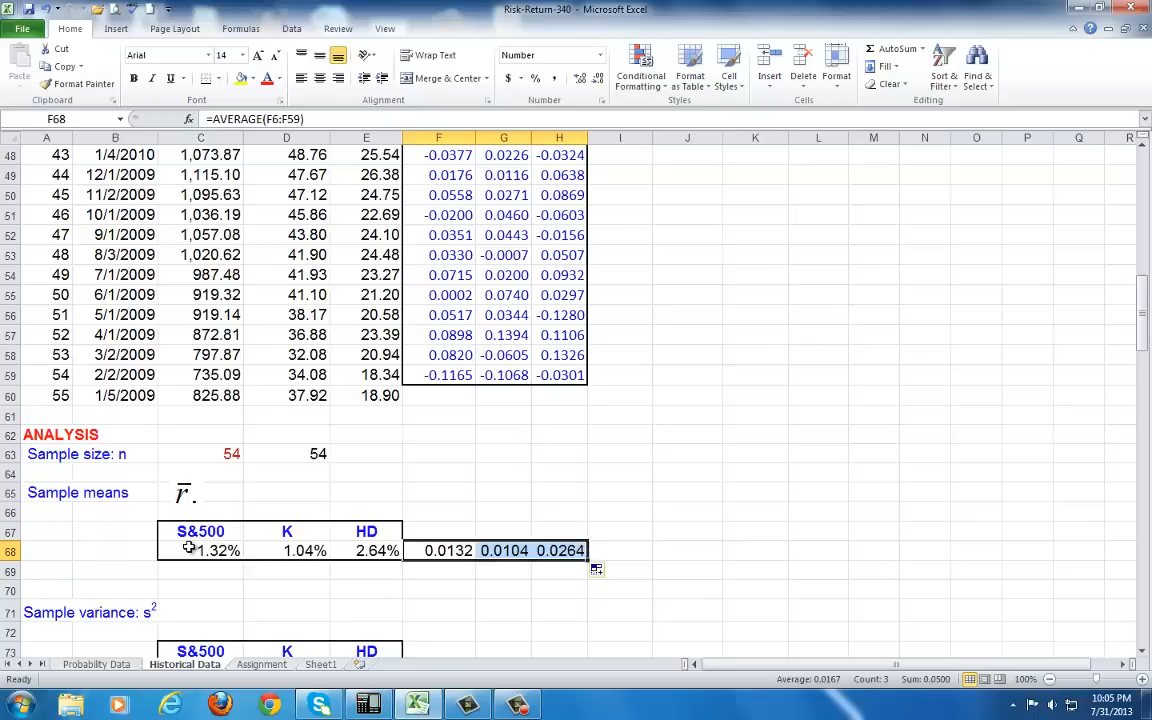 Risk-Return-340 - Microsoft Excel
File Home Insert Page Layout Formulas Data Review View
Cut
Copy
Format Painter
Paste
Clipboard
Arial 14
B I U
Font
Wrap Text
Merge & Center
Alignment
Number
$ % ,
Number
Conditional Formatting
Format as Table
Cell Styles
Styles
Insert Delete Format
Cells
AutoSum
Fill
Clear
Sort & Filter
Find & Select
Editing
F68 fx =AVERAGE(F6:F59)
A B C D E F G H I J K L M N O P Q R
48 43 1/4/2010 1,073.87 48.76 25.54 -0.0377 0.0226 -0.0324
49 44 12/1/2009 1,115.10 47.67 26.38 0.0176 0.0116 0.0638
50 45 11/2/2009 1,095.63 47.12 24.75 0.0558 0.0271 0.0869
51 46 10/1/2009 1,036.19 45.86 22.69 -0.0200 0.0460 -0.0603
52 47 9/1/2009 1,057.08 43.80 24.10 0.0351 0.0443 -0.0156
53 48 8/3/2009 1,020.62 41.90 24.48 0.0330 -0.0007 0.0507
54 49 7/1/2009 987.48 41.93 23.27 0.0715 0.0200 0.0932
55 50 6/1/2009 919.32 41.10 21.20 0.0002 0.0740 0.0297
56 51 5/1/2009 919.14 38.17 20.58 0.0517 0.0344 -0.1280
57 52 4/1/2009 872.81 36.88 23.39 0.0898 0.1394 0.1106
58 53 3/2/2009 797.87 32.08 20.94 0.0820 -0.0605 0.1326
59 54 2/2/2009 735.09 34.08 18.34 -0.1165 -0.1068 -0.0301
60 55 1/5/2009 825.88 37.92 18.90
61
62 ANALYSIS
63 Sample size: n 54 54
64
65 Sample means r̅.
66
67 S&500 K HD
68 1.32% 1.04% 2.64% 0.0132 0.0104 0.0264
69
70
71 Sample variance: s²
72
73 S&500 K HD
Probability Data Historical Data Assignment Sheet1
Ready Average: 0.0167 Count: 3 Sum: 0.0500 100%
10:05 PM
7/31/2013